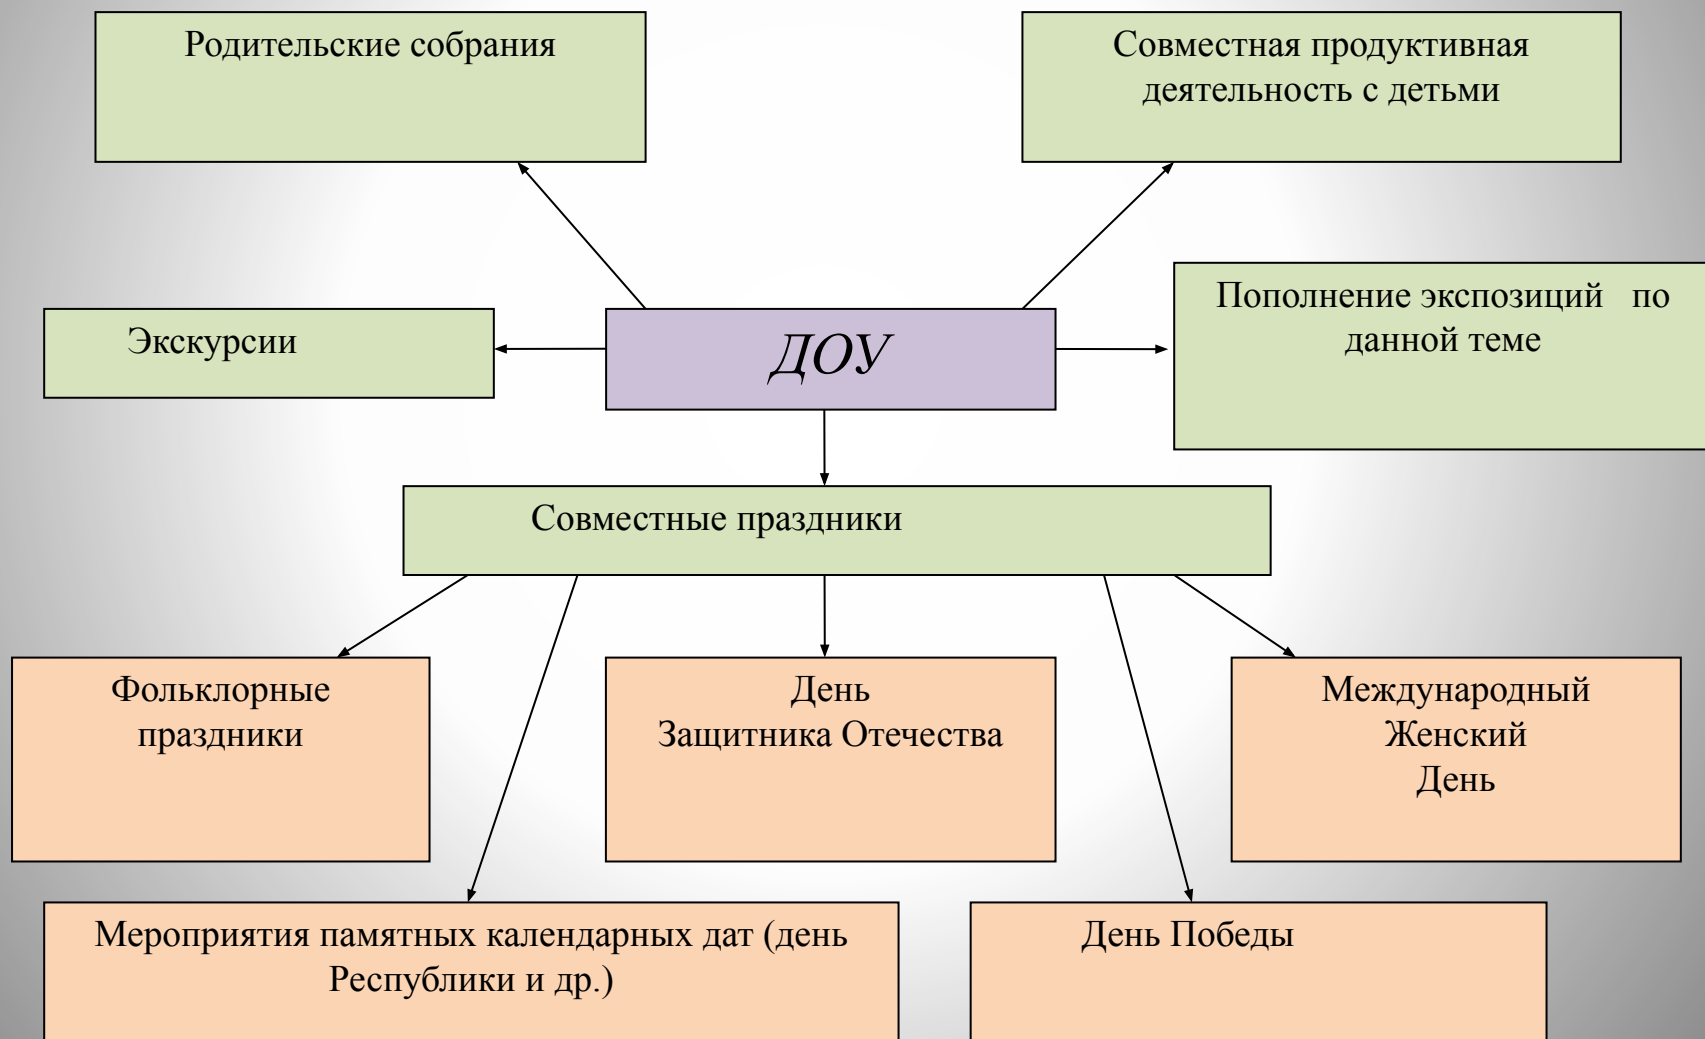 Родительские собрания
Совместная продуктивная
деятельность с детьми
Экскурсии
ДОУ
Пополнение экспозиций по
данной теме
Совместные праздники
Фольклорные
праздники
День
Защитника Отечества
Международный
Женский
День
Мероприятия памятных календарных дат (день
Республики и др.)
День Победы